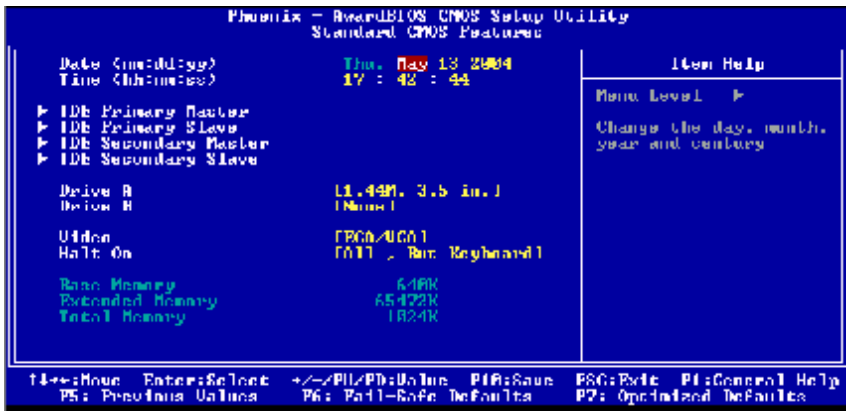 Phoenix - AwardBIOS CMOS Setup Utility
Standard CMOS Features
Date (mm:dd:yy) Thu, May 13 2004
Time (hh:mm:ss) 17 : 42 : 44
► IDE Primary Master
► IDE Primary Slave
► IDE Secondary Master
► IDE Secondary Slave
Drive A [1.44M, 3.5 in.]
Drive B [None]
Video [EGA/VGA]
Halt On [All , But Keyboard]
Base Memory 640K
Extended Memory 65472K
Total Memory 1024K
Item Help
Menu Level ►
Change the day, month,
year and century
↑↓→←:Move Enter:Select +/-/PU/PD:Value F10:Save ESC:Exit F1:General Help
F5: Previous Values F6: Fail-Safe Defaults F7: Optimized Defaults